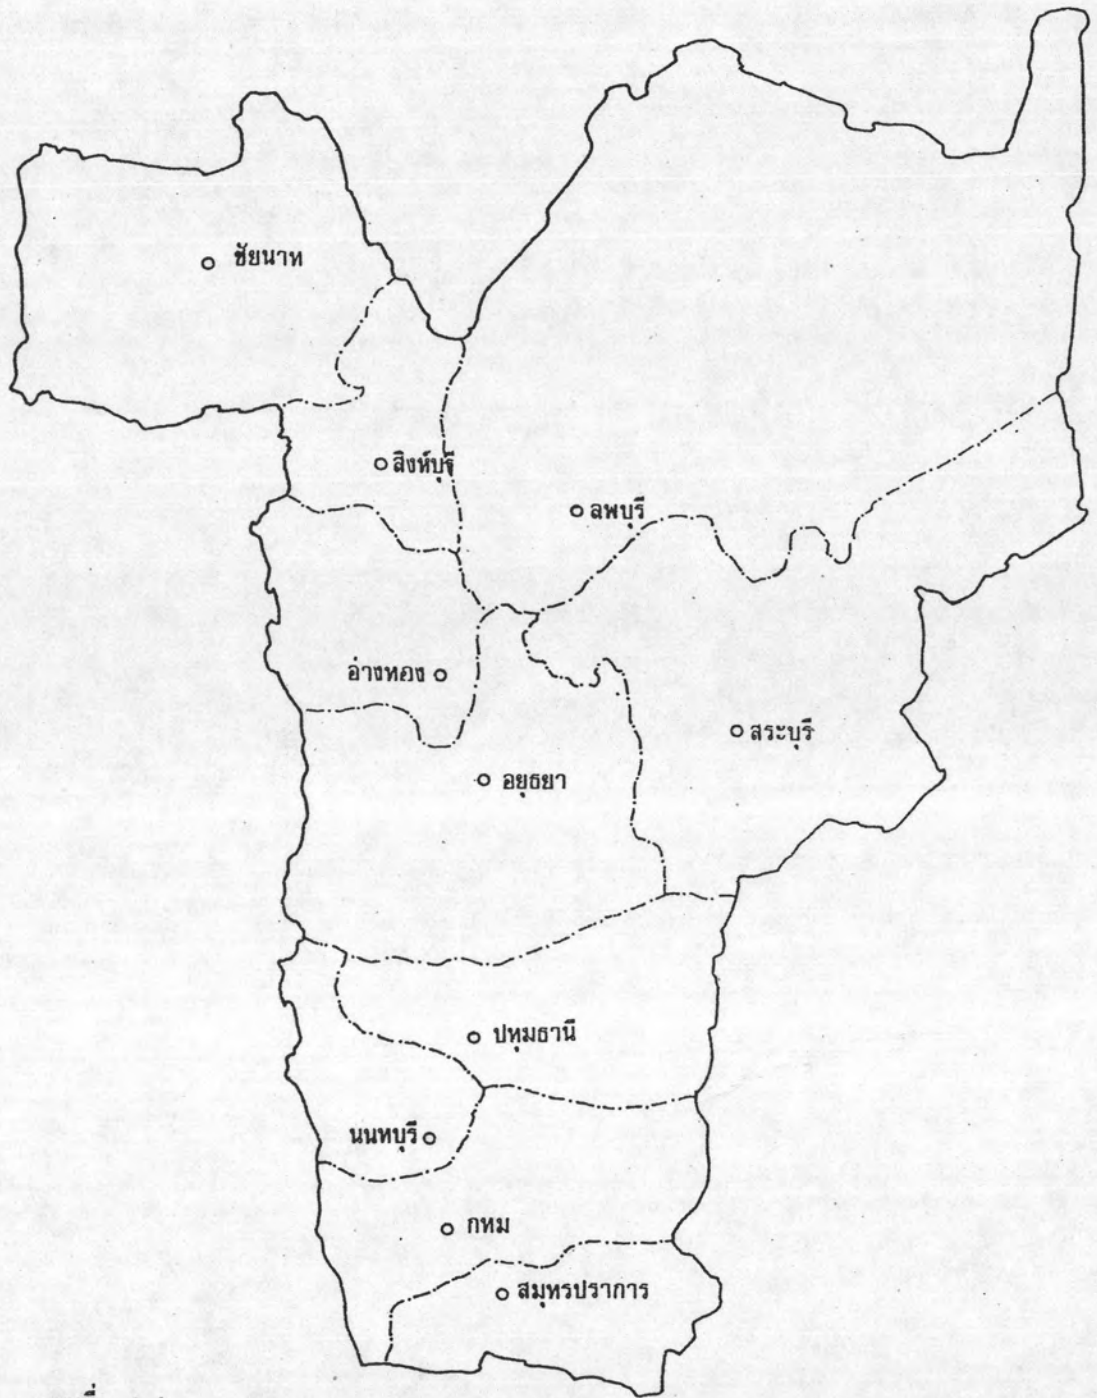 ชัยนาท
สิงห์บุรี
ลพบุรี
อ่างทอง
สระบุรี
อยุธยา
ปทุมธานี
นนทบุรี
กทม
สมุทรปราการ